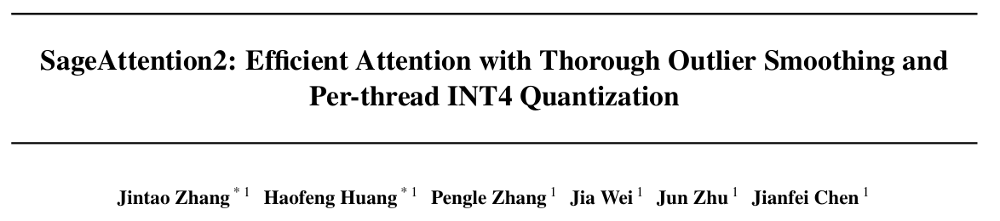 SageAttention2: Efficient Attention with Thorough Outlier Smoothing and
Per-thread INT4 Quantization
Jintao Zhang * 1 Haofeng Huang * 1 Pengle Zhang 1 Jia Wei 1 Jun Zhu 1 Jianfei Chen 1